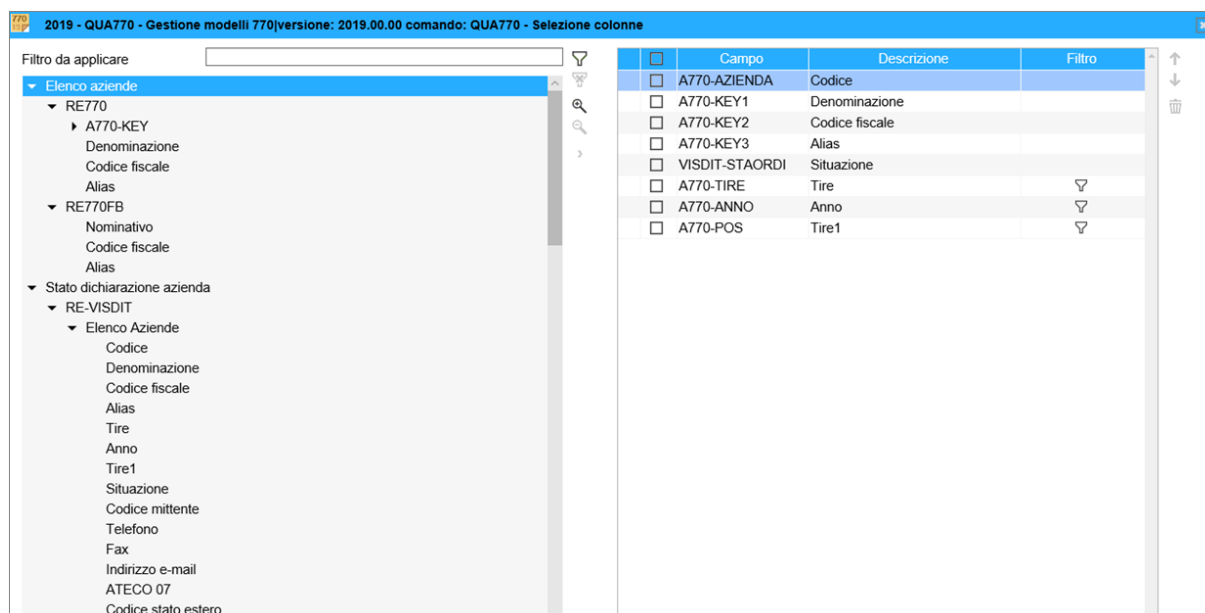 770
2019 - QUA770 - Gestione modelli 770|versione: 2019.00.00 comando: QUA770 - Selezione colonne
Filtro da applicare
Elenco aziende
RE770
A770-KEY
Denominazione
Codice fiscale
Alias
RE770FB
Nominativo
Codice fiscale
Alias
Stato dichiarazione azienda
RE-VISDIT
Elenco Aziende
Codice
Denominazione
Codice fiscale
Alias
Tire
Anno
Tire1
Situazione
Codice mittente
Telefono
Fax
Indirizzo e-mail
ATECO 07
Codice stato estero
Campo Descrizione Filtro
A770-AZIENDA Codice
A770-KEY1 Denominazione
A770-KEY2 Codice fiscale
A770-KEY3 Alias
VISDIT-STAORDI Situazione
A770-TIRE Tire
A770-ANNO Anno
A770-POS Tire1